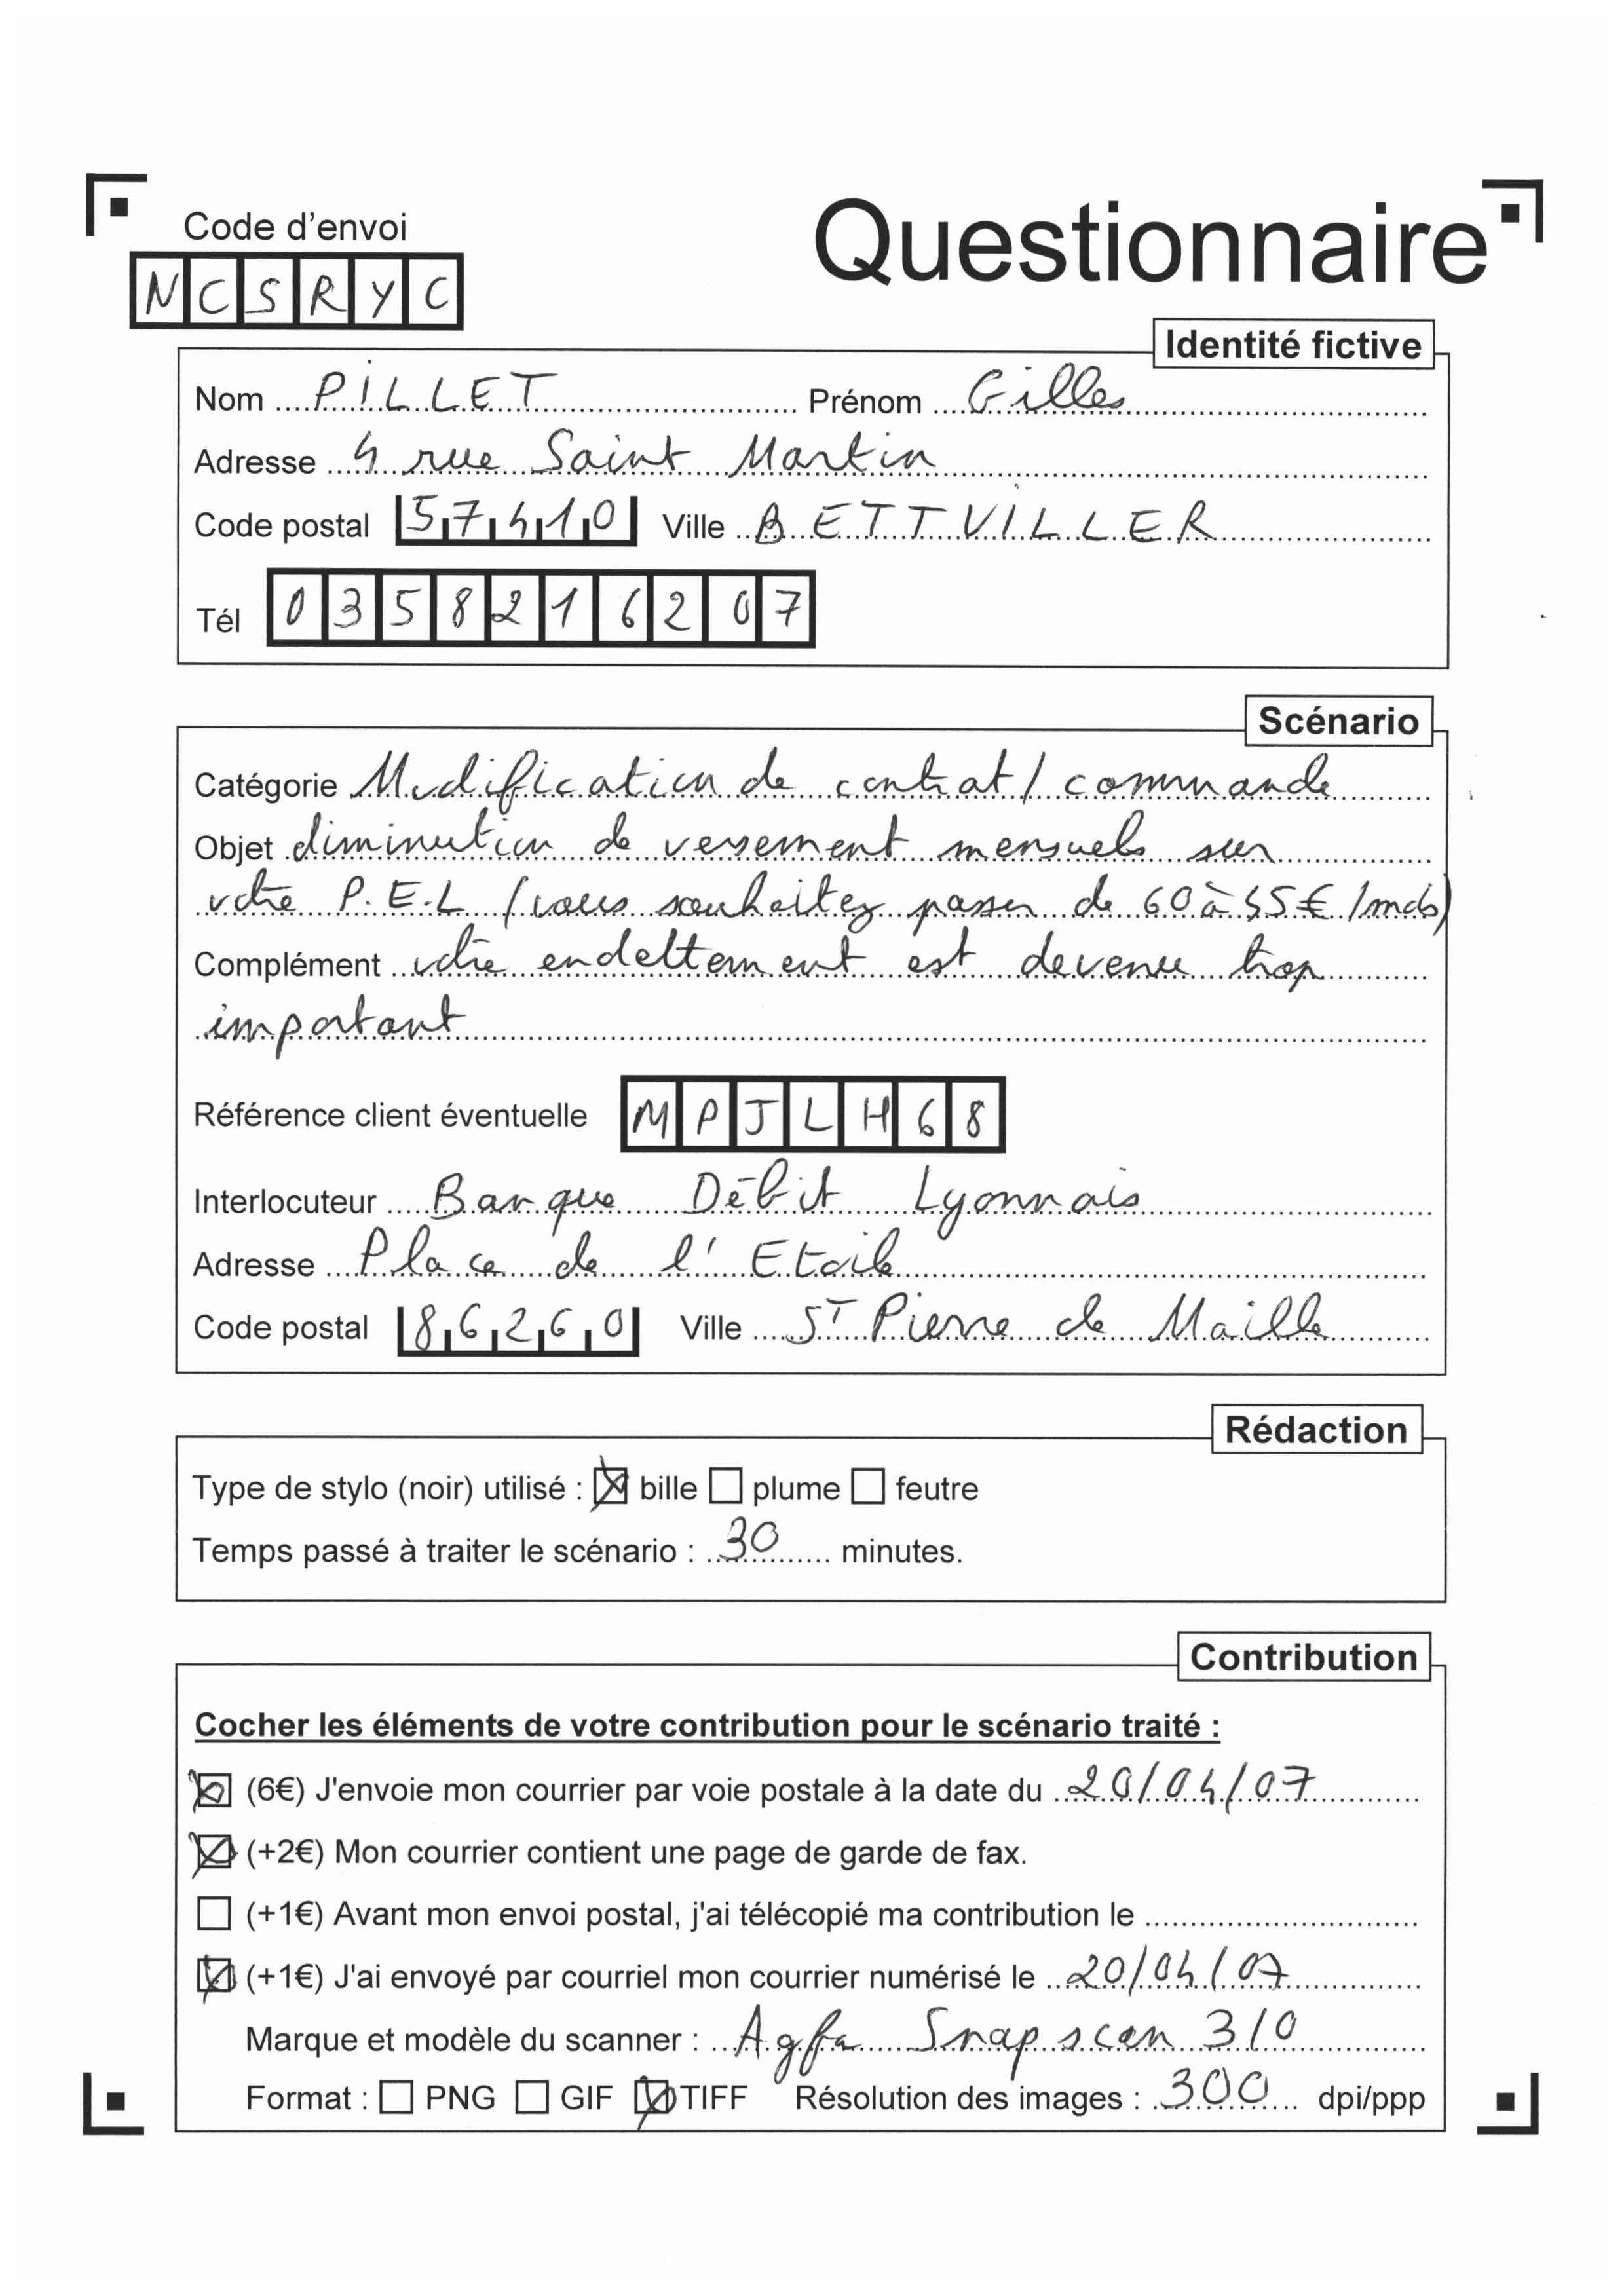 Code d'envoi
Questionnaire
NCSRYC
Identité fictive
Nom PILLET Prénom Gilles
Adresse 4 rue Saint Martin
Code postal 57410 Ville BETTVILLER
Tél 0358216207
Scénario
Catégorie Modification de contrat / commande
Objet diminution de versement mensuels sur
votre P.E.L (vous souhaitez passer de 60 à 45€ /mois)
Complément votre endettement est devenu trop
important
Référence client éventuelle MPJLH68
Interlocuteur Banque Débit Lyonnais
Adresse Place de l'Etoile
Code postal 86260 Ville ST Pierre de Maille
Rédaction
Type de stylo (noir) utilisé : ☒ bille ☐ plume ☐ feutre
Temps passé à traiter le scénario : 30 minutes.
Contribution
Cocher les éléments de votre contribution pour le scénario traité :
☒ (6€) J'envoie mon courrier par voie postale à la date du 20/04/07
☒ (+2€) Mon courrier contient une page de garde de fax.
☐ (+1€) Avant mon envoi postal, j'ai télécopié ma contribution le
☒ (+1€) J'ai envoyé par courriel mon courrier numérisé le 20/04/07
Marque et modèle du scanner : Agfa Snapscan 310
Format : ☐ PNG ☐ GIF ☒ TIFF Résolution des images : 300 dpi/ppp